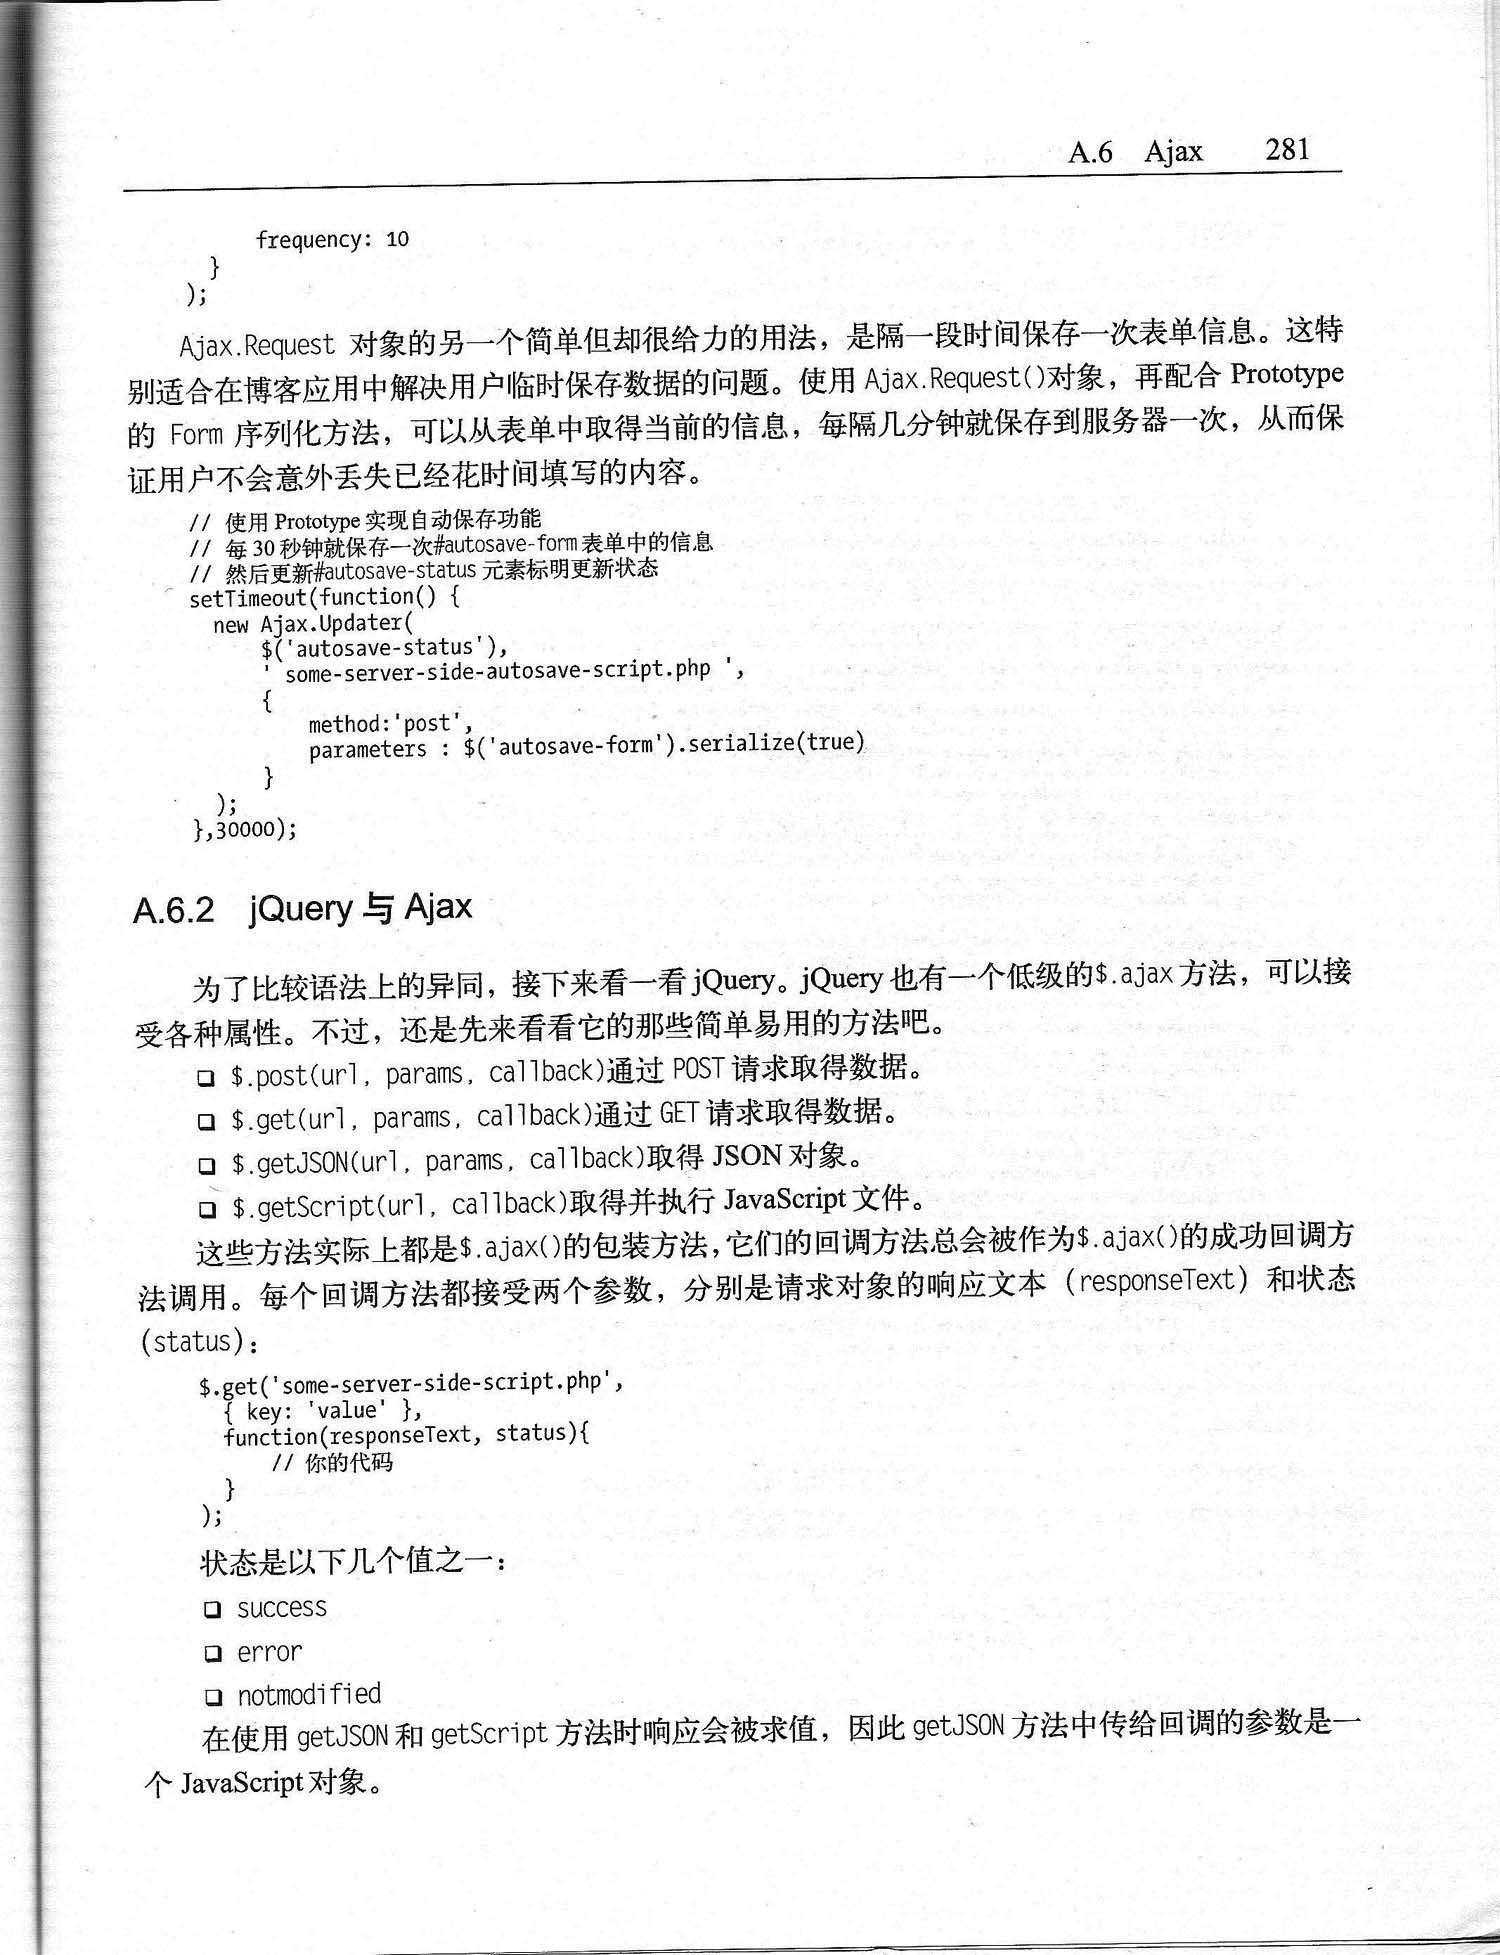 A.6 Ajax 281
frequency: 10
}
);
Ajax.Request 对象的另一个简单但却很给力的用法，是隔一段时间保存一次表单信息。这特
别适合在博客应用中解决用户临时保存数据的问题。使用 Ajax.Request()对象，再配合 Prototype
的 Form 序列化方法，可以从表单中取得当前的信息，每隔几分钟就保存到服务器一次，从而保
证用户不会意外丢失已经花时间填写的内容。
// 使用 Prototype 实现自动保存功能
// 每 30 秒钟就保存一次#autosave-form 表单中的信息
// 然后更新#autosave-status 元素标明更新状态
setTimeout(function() {
new Ajax.Updater(
$('autosave-status'),
' some-server-side-autosave-script.php ',
{
method:'post',
parameters : $('autosave-form').serialize(true)
}
);
},30000);
A.6.2 jQuery 与 Ajax
为了比较语法上的异同，接下来看一看 jQuery。jQuery 也有一个低级的$.ajax 方法，可以接
受各种属性。不过，还是先来看看它的那些简单易用的方法吧。
❑ $.post(url, params, callback)通过 POST 请求取得数据。
❑ $.get(url, params, callback)通过 GET 请求取得数据。
❑ $.getJSON(url, params, callback)取得 JSON 对象。
❑ $.getScript(url, callback)取得并执行 JavaScript 文件。
这些方法实际上都是$.ajax()的包装方法，它们的回调方法总会被作为$.ajax()的成功回调方
法调用。每个回调方法都接受两个参数，分别是请求对象的响应文本（responseText）和状态
(status)：
$.get('some-server-side-script.php',
{ key: 'value' },
function(responseText, status){
// 你的代码
}
);
状态是以下几个值之一：
❑ success
❑ error
❑ notmodified
在使用 getJSON 和 getScript 方法时响应会被求值，因此 getJSON 方法中传给回调的参数是一
个 JavaScript 对象。